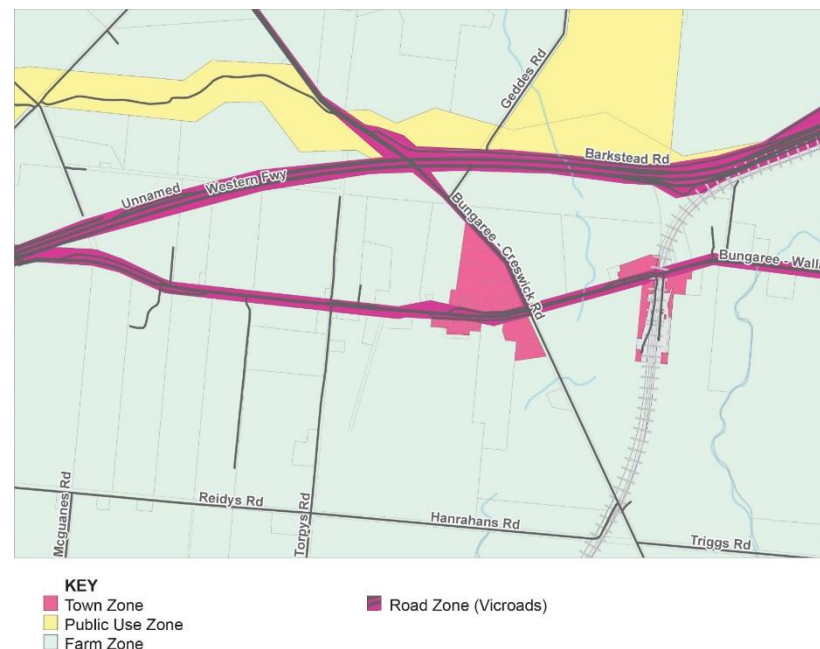 Geddes Rd
Barkstead Rd
Unnamed
Western Fwy
Bungaree - Creswick Rd
Bungaree - Walla
Mcguanes Rd
Reidys Rd
Torpys Rd
Hanrahans Rd
Triggs Rd
KEY
Town Zone
Public Use Zone
Farm Zone
Road Zone (Vicroads)